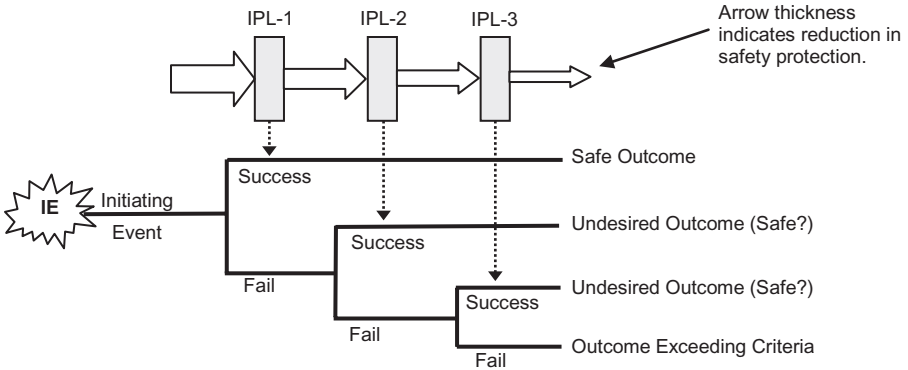 IPL-1
IPL-2
IPL-3
Arrow thickness
indicates reduction in
safety protection.
Safe Outcome
Success
IE
Initiating
Event
Undesired Outcome (Safe?)
Success
Fail
Undesired Outcome (Safe?)
Success
Fail
Outcome Exceeding Criteria
Fail